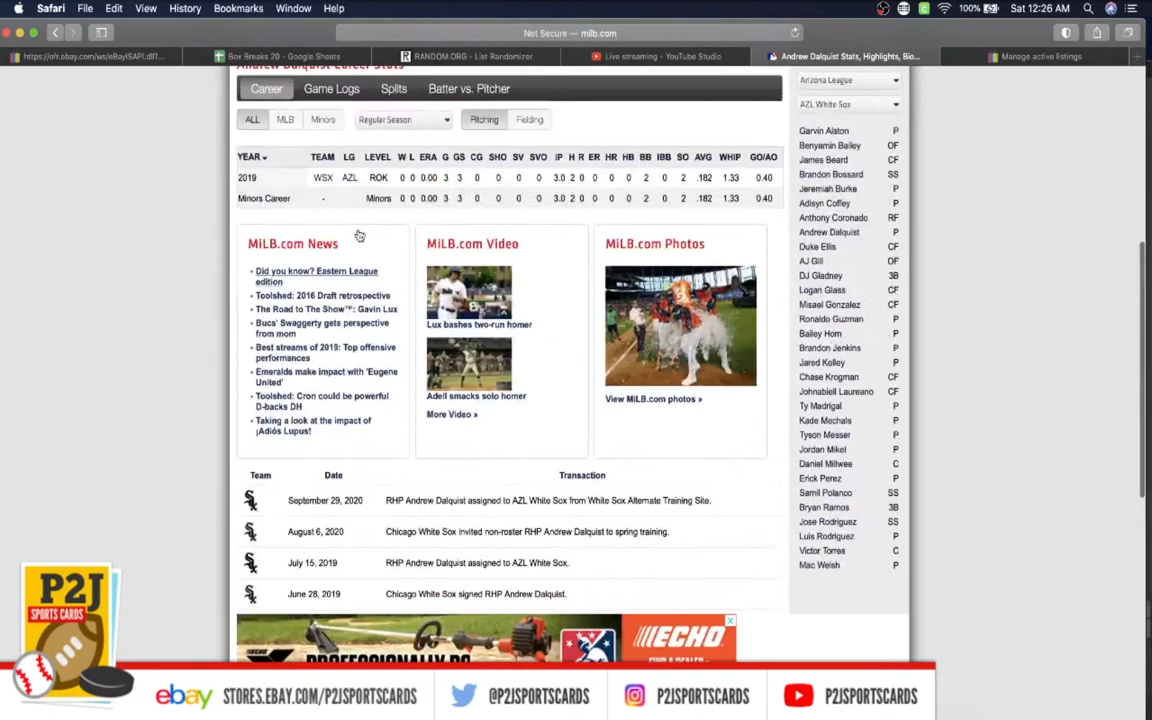 Safari File Edit View History Bookmarks Window Help 100% Sat 12:26 AM
Not Secure — milb.com
https://ofr.ebay.com/ws/eBayISAPI.dll?...
Box Breaks 20 - Google Sheets
RANDOM.ORG - List Randomizer
Live streaming - YouTube Studio
Andrew Dalquist Stats, Highlights, Bio...
Manage active listings
Andrew Dalquist Career Stats
Career Game Logs Splits Batter vs. Pitcher
ALL MLB Minors Regular Season Pitching Fielding
YEAR TEAM LG LEVEL W L ERA G GS CG SHO SV SVO IP H R ER HR HB BB IBB SO AVG WHIP GO/AO
2019 WSX AZL ROK 0 0 0.00 3 3 0 0 0 0 3.0 2 0 0 0 0 2 0 2 .182 1.33 0.40
Minors Career - Minors 0 0 0.00 3 3 0 0 0 0 3.0 2 0 0 0 0 2 0 2 .182 1.33 0.40
MiLB.com News
Did you know? Eastern League
edition
Toolshed: 2016 Draft retrospective
The Road to The Show™: Gavin Lux
Bucs' Swaggerty gets perspective
from mom
Best streams of 2019: Top offensive
performances
Emeralds make impact with 'Eugene
United'
Toolshed: Cron could be powerful
D-backs DH
Taking a look at the impact of
¡Adiós Lupus!
MiLB.com Video
Lux bashes two-run homer
Adell smacks solo homer
More Video »
MiLB.com Photos
View MiLB.com photos »
Team Date Transaction
September 29, 2020 RHP Andrew Dalquist assigned to AZL White Sox from White Sox Alternate Training Site.
August 6, 2020 Chicago White Sox invited non-roster RHP Andrew Dalquist to spring training.
July 15, 2019 RHP Andrew Dalquist assigned to AZL White Sox.
June 28, 2019 Chicago White Sox signed RHP Andrew Dalquist.
Arizona League
AZL White Sox
Garvin Alston P
Benyamin Bailey OF
James Beard CF
Brandon Bossard SS
Jeremiah Burke P
Adisyn Coffey P
Anthony Coronado RF
Andrew Dalquist P
Duke Ellis CF
AJ Gill OF
DJ Gladney 3B
Logan Glass CF
Misael Gonzalez CF
Ronaldo Guzman P
Bailey Horn P
Brandon Jenkins P
Jared Kelley P
Chase Krogman CF
Johnabiell Laureano CF
Ty Madrigal P
Kade Mechals P
Tyson Messer P
Jordan Mikel P
Daniel Millwee C
Erick Perez P
Samil Polanco SS
Bryan Ramos 3B
Jose Rodriguez SS
Luis Rodriguez P
Victor Torres C
Mac Welsh P
ECHO
P2J
SPORTS CARDS
ebay STORES.EBAY.COM/P2JSPORTSCARDS
@P2JSPORTSCARDS
P2JSPORTSCARDS
P2JSPORTSCARDS